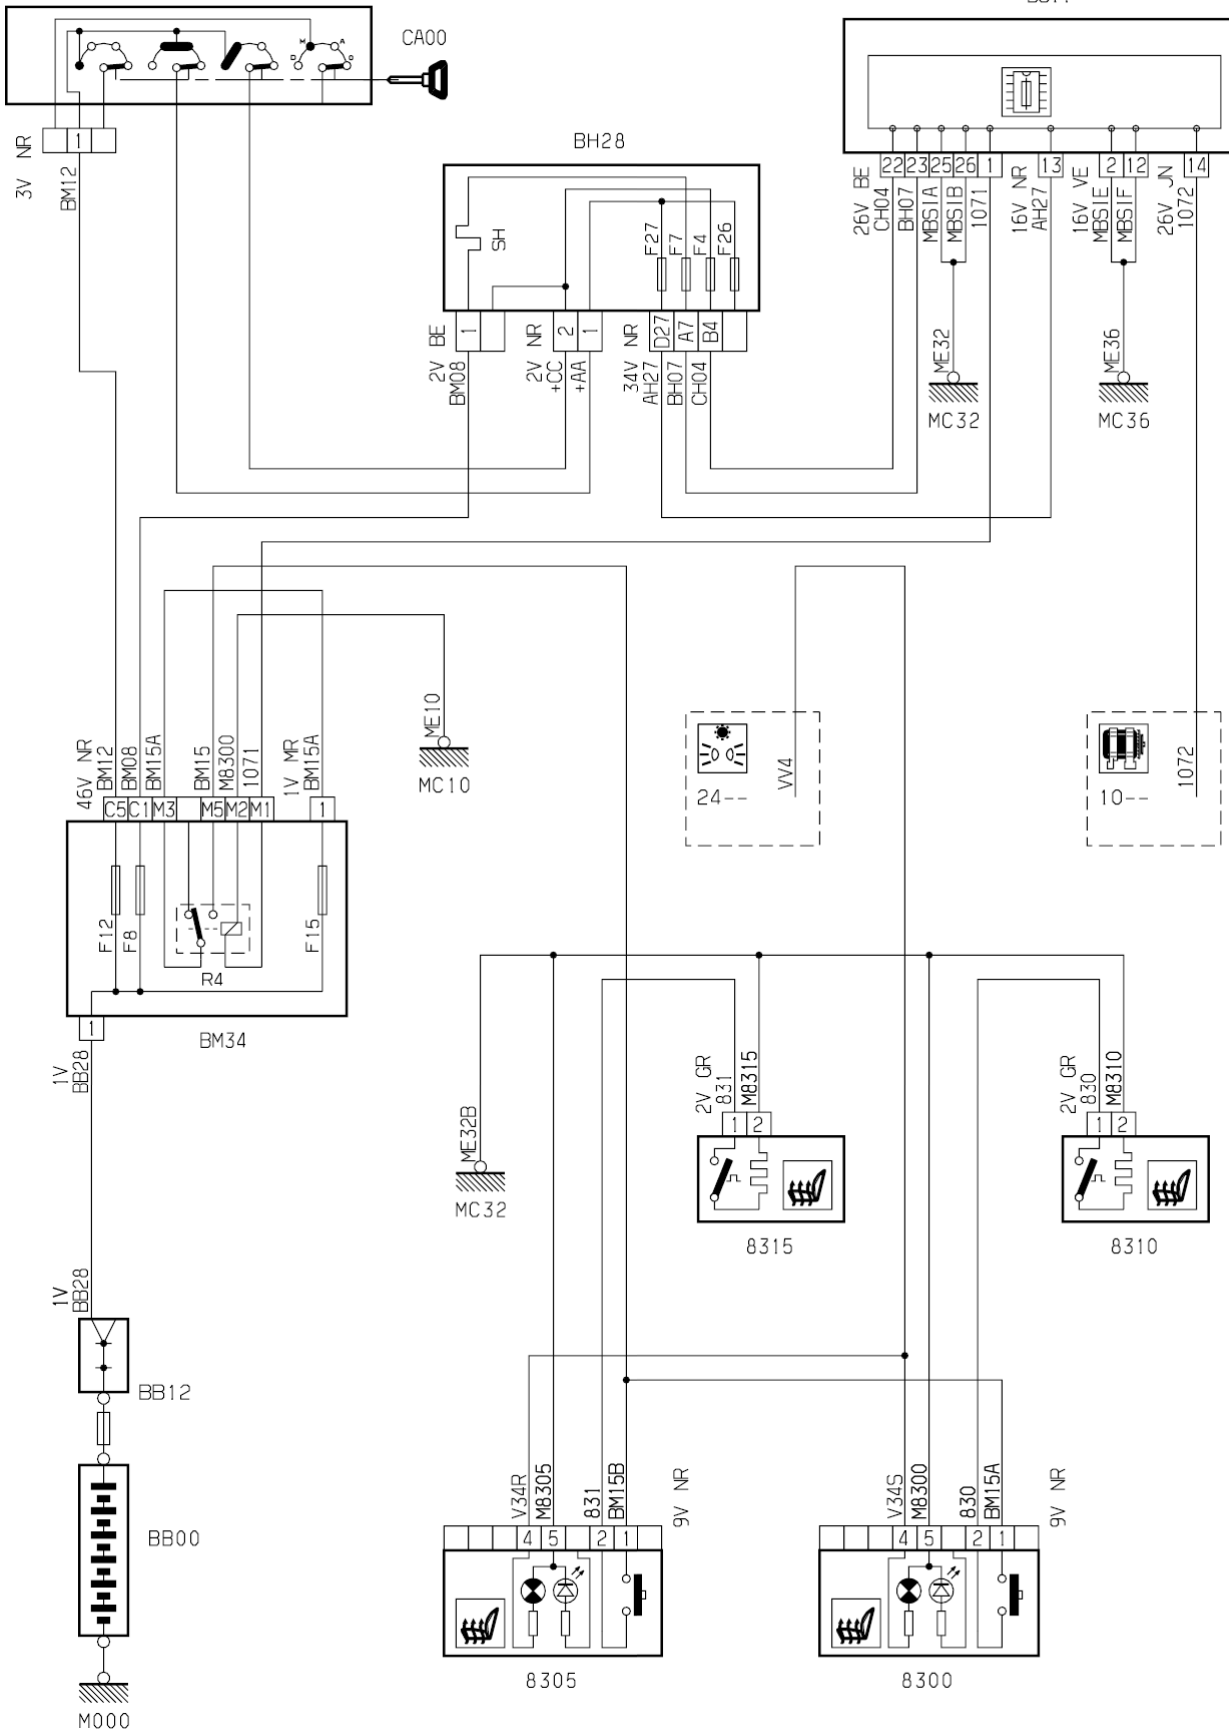 CA00
M A
D
3V NR
1
BM12
BH28
SH
F27
F7
F4
F26
1
2
1
D27
A7
B4
2V BE
BM08
2V NR
+CC
+AA
34V NR
AH27
BH07
CH04
22
23
25
26
1
13
2
12
14
26V BE
CH04
BH07
MBS1A
MBS1B
1071
16V NR
AH27
16V VE
MBS1E
MBS1F
26V JN
1072
ME32
MC32
ME36
MC36
ME10
MC10
46V NR
BM12
BM08
BM15A
BM15
M8300
1071
1V MR
BM15A
C5
C1
M3
M5
M2
M1
1
F12
F8
R4
F15
1
BM34
1V
BB28
24--
VV4
10--
1072
ME32B
MC32
2V GR
831
M8315
1
2
8315
2V GR
830
M8310
1
2
8310
1V
BB28
BB12
BB00
M000
V34R
M8305
831
BM15B
9V NR
4
5
2
1
8305
V34S
M8300
830
BM15A
9V NR
4
5
2
1
8300